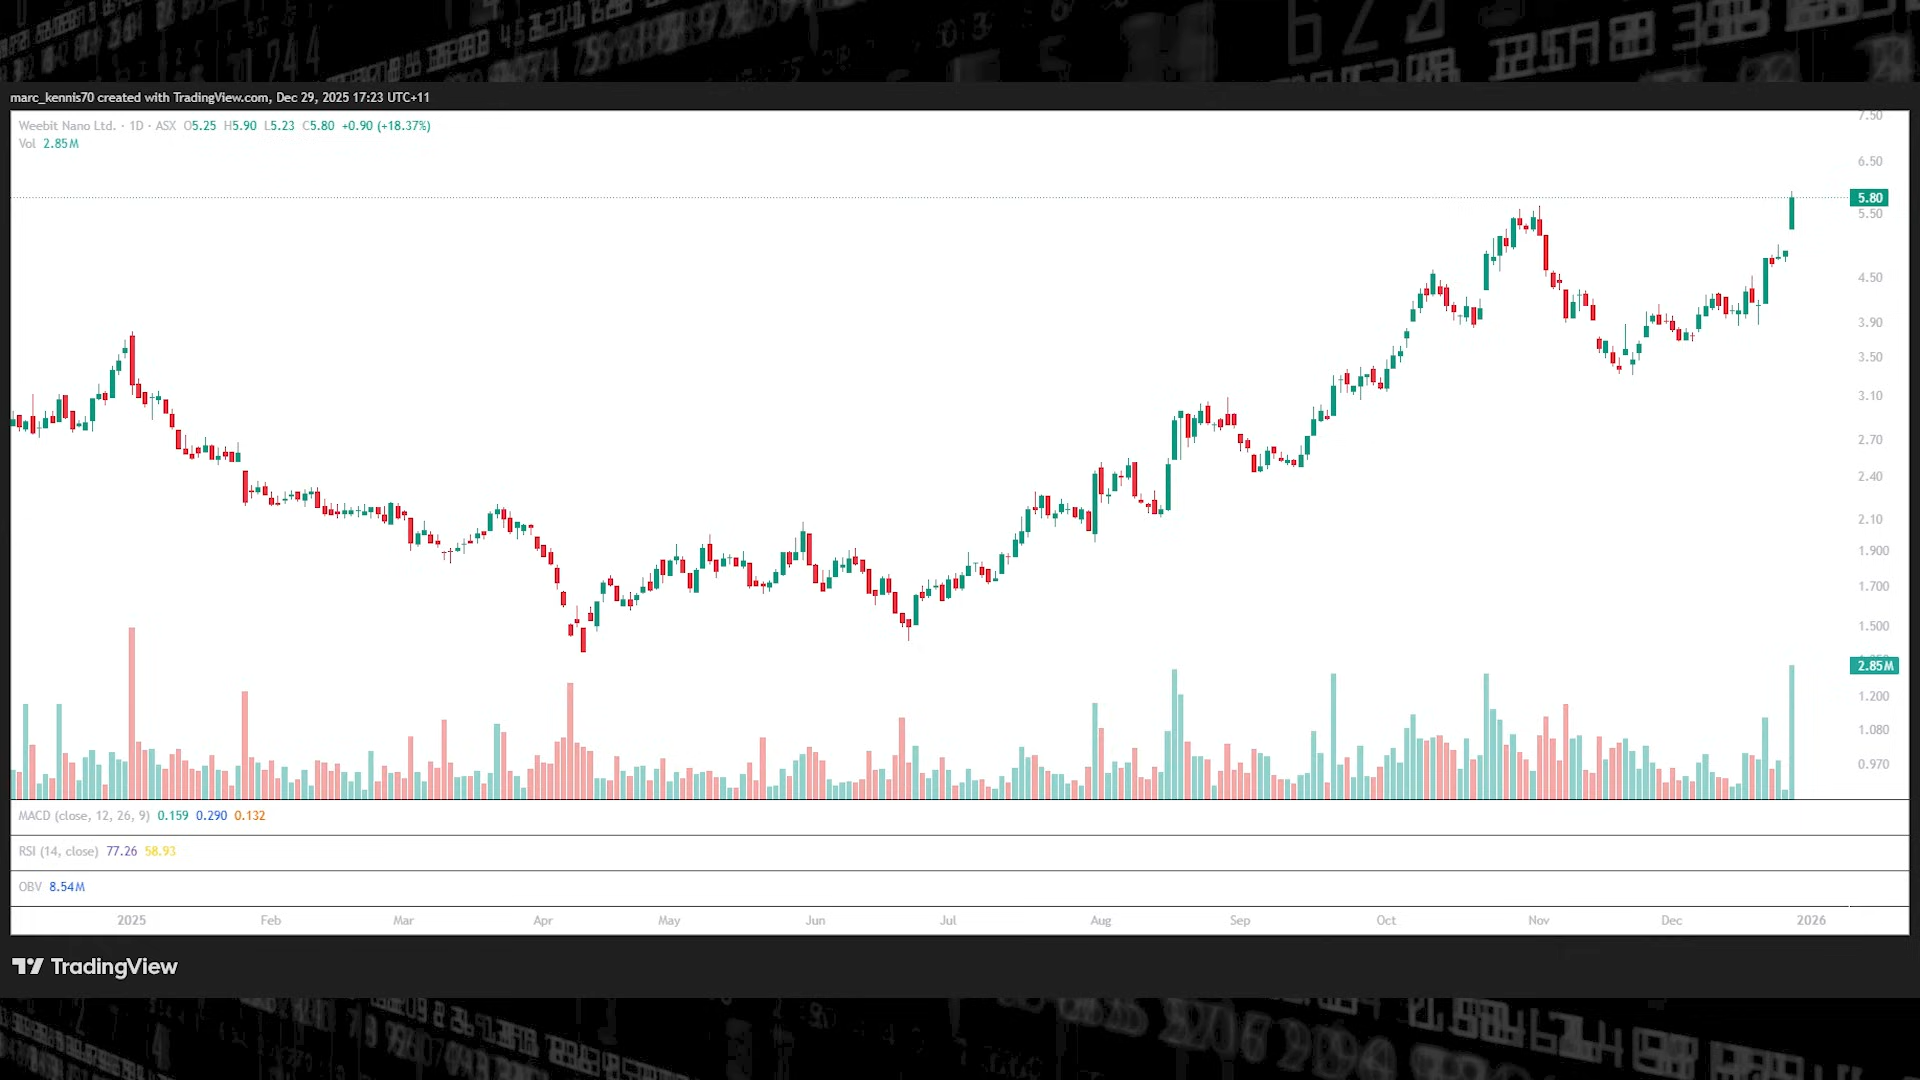 marc_kennis70 created with TradingView.com, Dec 29, 2025 17:23 UTC+11
Weebit Nano Ltd. · 1D · ASX O5.25 H5.90 L5.23 C5.80 +0.90 (+18.37%)
Vol 2.85M
7.50
6.50
5.80
5.50
4.50
3.90
3.50
3.10
2.70
2.40
2.10
1.900
1.700
1.500
2.85M
1.200
1.080
0.970
MACD (close, 12, 26, 9) 0.159 0.290 0.132
RSI (14, close) 77.26 58.93
OBV 8.54M
2025 Feb Mar Apr May Jun Jul Aug Sep Oct Nov Dec 2026
TradingView